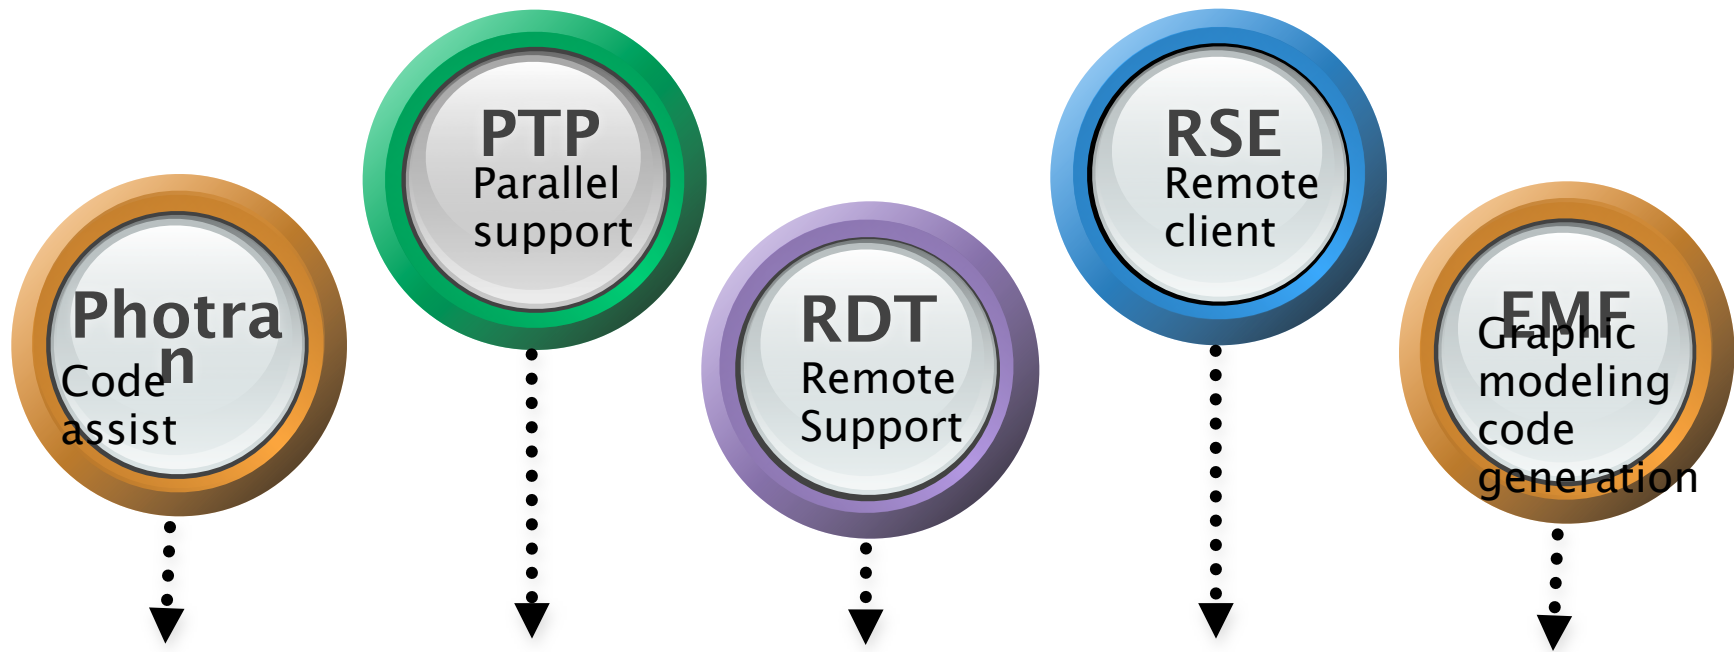 Photra
n
Code
assist
PTP
Parallel
support
RDT
Remote
Support
RSE
Remote
client
EMF
Graphic
modeling
code
generation